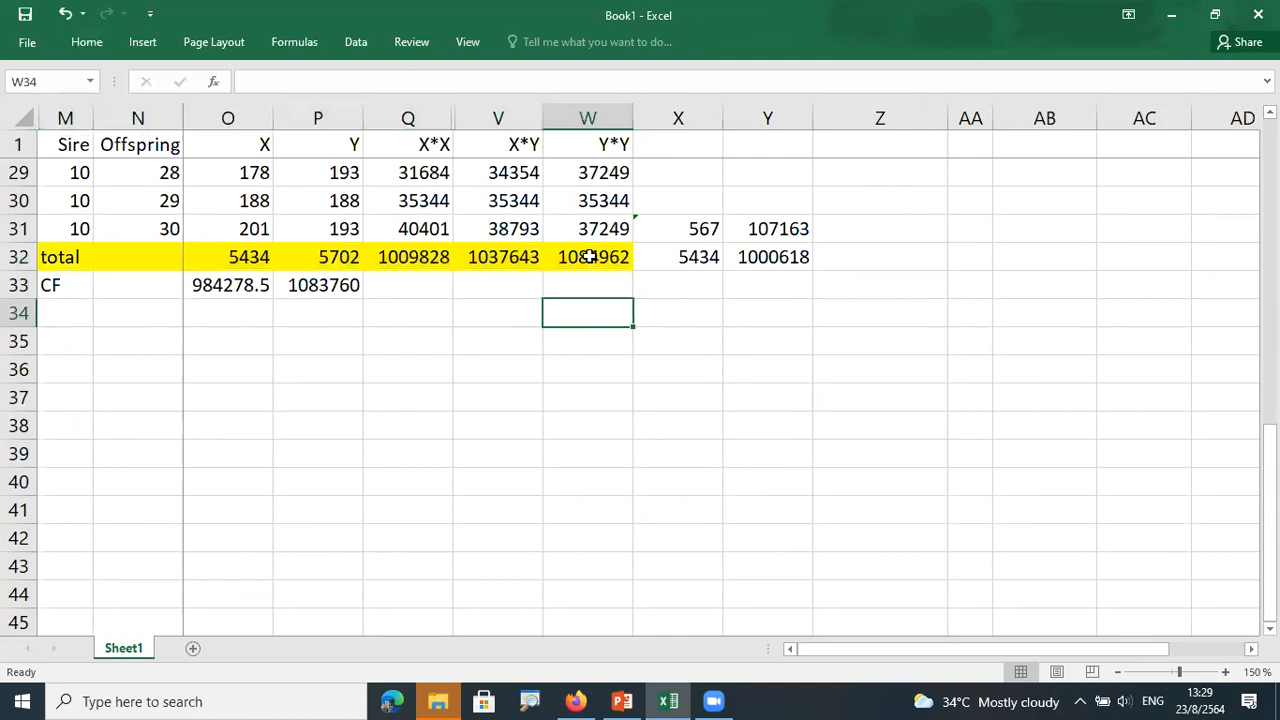 Book1 - Excel
File Home Insert Page Layout Formulas Data Review View Tell me what you want to do... Share
W34 fx
M N O P Q V W X Y Z AA AB AC AD
1 Sire Offspring X Y X*X X*Y Y*Y
29 10 28 178 193 31684 34354 37249
30 10 29 188 188 35344 35344 35344
31 10 30 201 193 40401 38793 37249 567 107163
32 total 5434 5702 1009828 1037643 1084962 5434 1000618
33 CF 984278.5 1083760
34
35
36
37
38
39
40
41
42
43
44
45
Sheet1
Ready 150 %
Type here to search 34°C Mostly cloudy ENG 13:29
23/8/2564